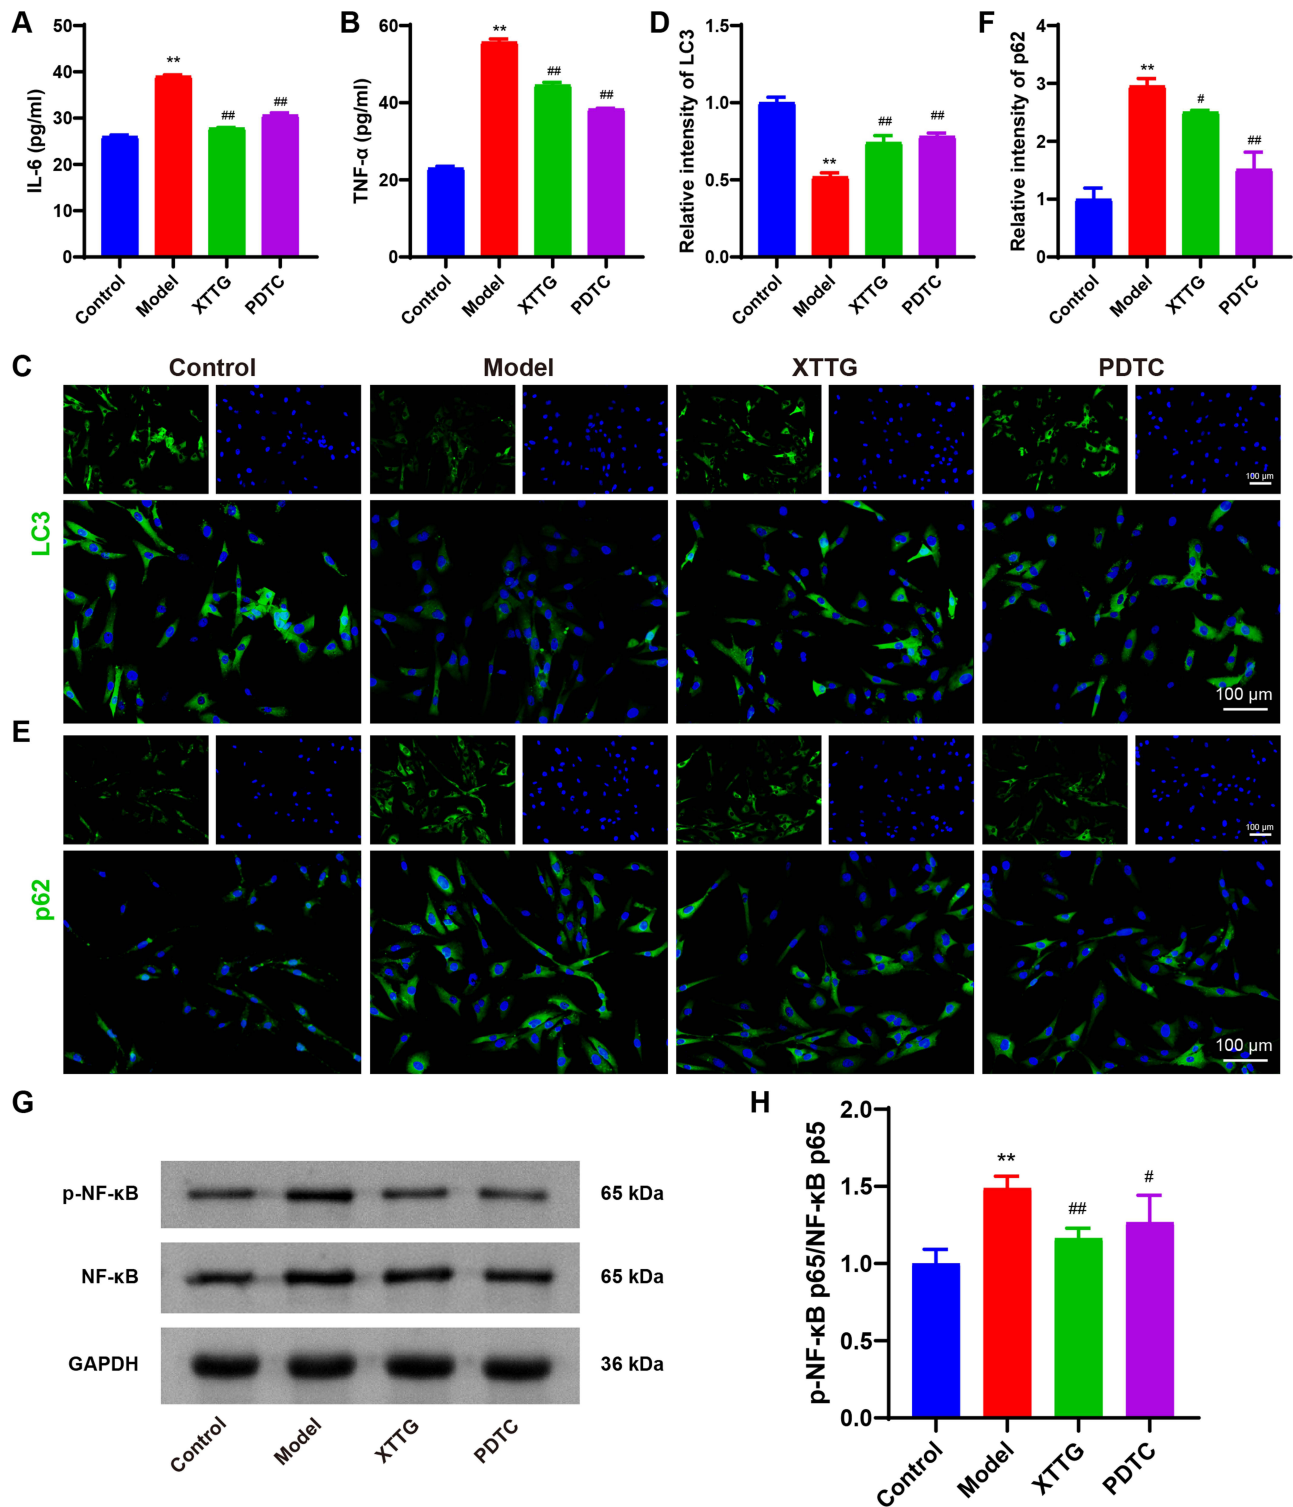 A
IL-6 (pg/ml)
50
40
30
20
10
0
**
##
##
Control
Model
XTTG
PDTC
B
TNF-α (pg/ml)
60
40
20
0
**
##
##
Control
Model
XTTG
PDTC
D
Relative intensity of LC3
1.5
1.0
0.5
0.0
**
##
##
Control
Model
XTTG
PDTC
F
Relative intensity of p62
4
3
2
1
0
**
#
##
Control
Model
XTTG
PDTC
C
Control
Model
XTTG
PDTC
LC3
100 μm
100 μm
E
p62
100 μm
100 μm
G
p-NF-κB
65 kDa
NF-κB
65 kDa
GAPDH
36 kDa
Control
Model
XTTG
PDTC
H
p-NF-κB p65/NF-κB p65
2.0
1.5
1.0
0.5
0.0
**
##
#
Control
Model
XTTG
PDTC